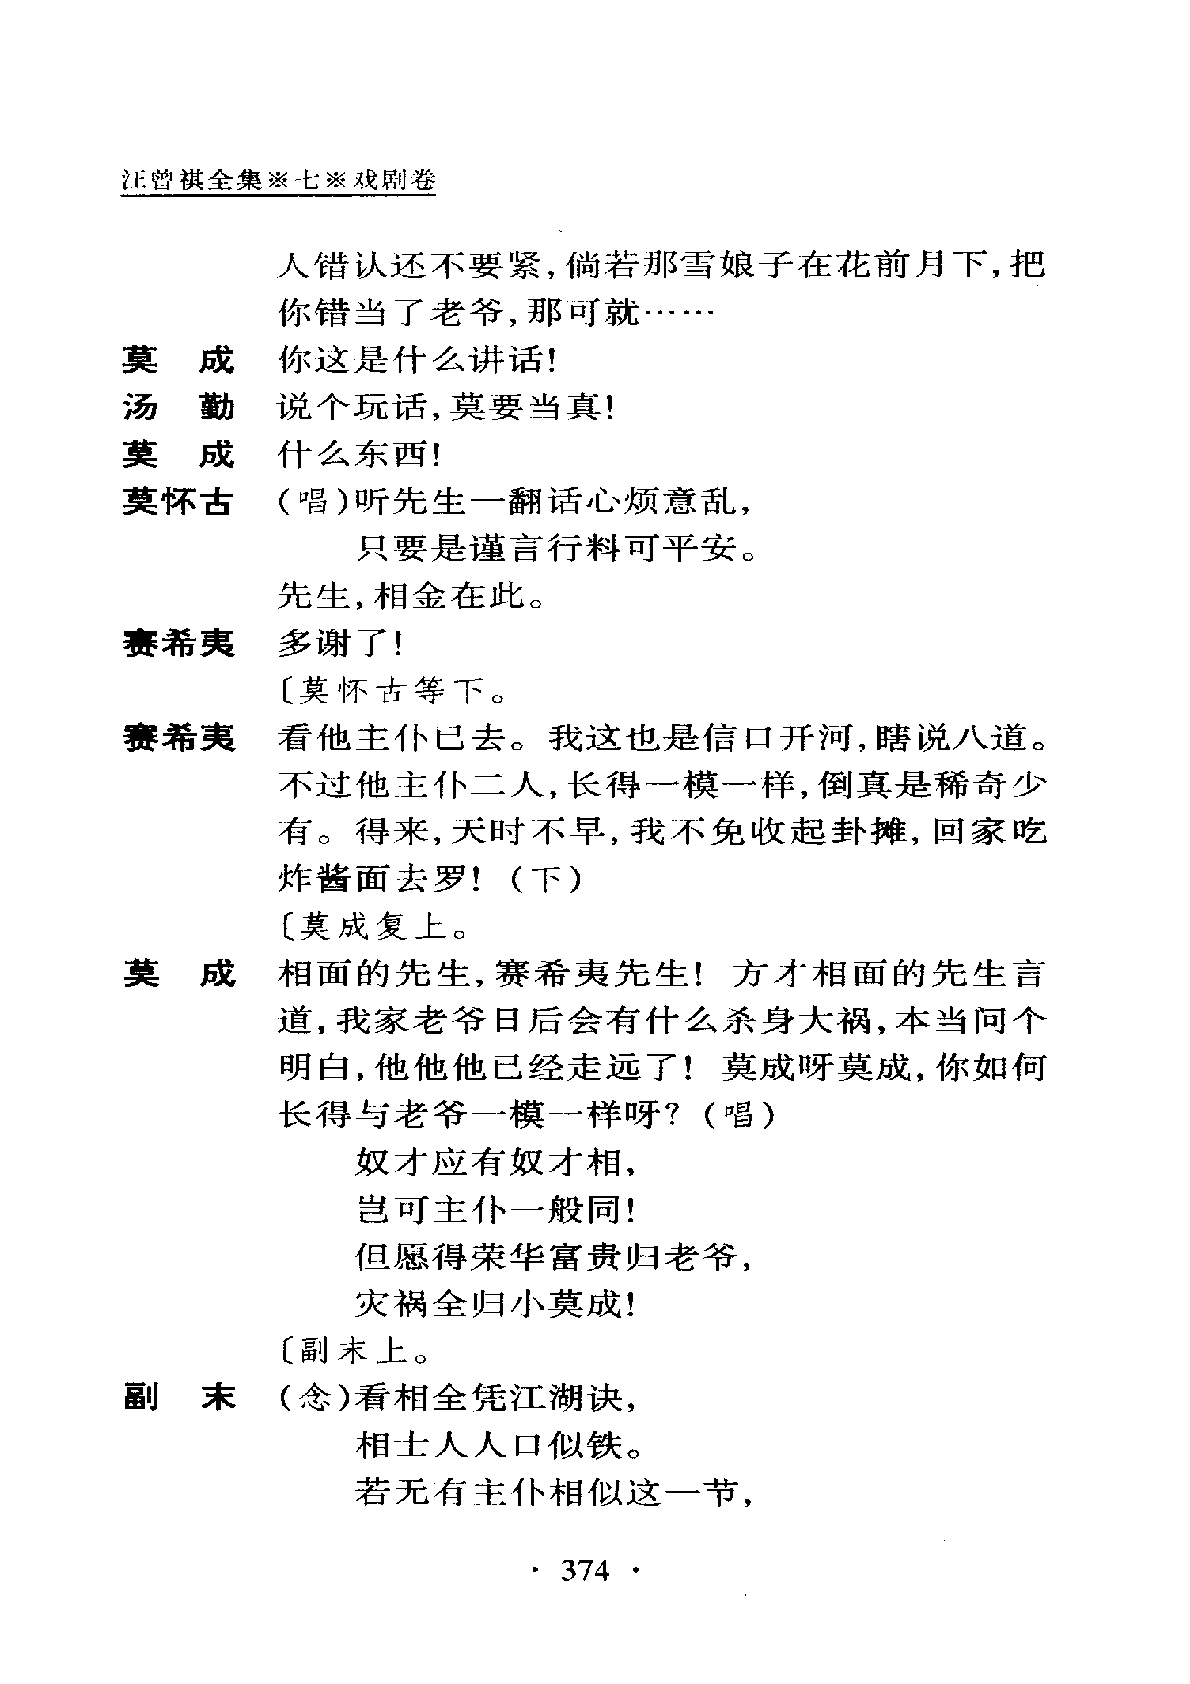 汪曾祺全集※七※戏剧卷
人错认还不要紧,倘若那雪娘子在花前月下,把
你错当了老爷,那可就……
莫　成　你这是什么讲话!
汤　勤　说个玩话,莫要当真!
莫　成　什么东西!
莫怀古　(唱)听先生一翻话心烦意乱,
只要是谨言行料可平安。
先生,相金在此。
赛希夷　多谢了!
〔莫怀古等下。
赛希夷　看他主仆已去。我这也是信口开河,瞎说八道。
不过他主仆二人,长得一模一样,倒真是稀奇少
有。得来,天时不早,我不免收起卦摊,回家吃
炸酱面去罗!(下)
〔莫成复上。
莫　成　相面的先生,赛希夷先生! 方才相面的先生言
道,我家老爷日后会有什么杀身大祸,本当问个
明白,他他他已经走远了! 莫成呀莫成,你如何
长得与老爷一模一样呀?(唱)
奴才应有奴才相,
岂可主仆一般同!
但愿得荣华富贵归老爷,
灾祸全归小莫成!
〔副末上。
副　末　(念)看相全凭江湖诀,
相士人人口似铁。
若无有主仆相似这一节,
· 374 ·